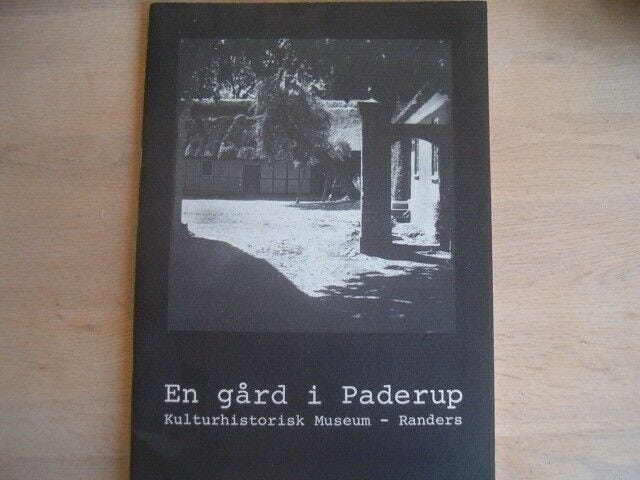 En gård i Paderup
Kulturhistorisk Museum - Randers